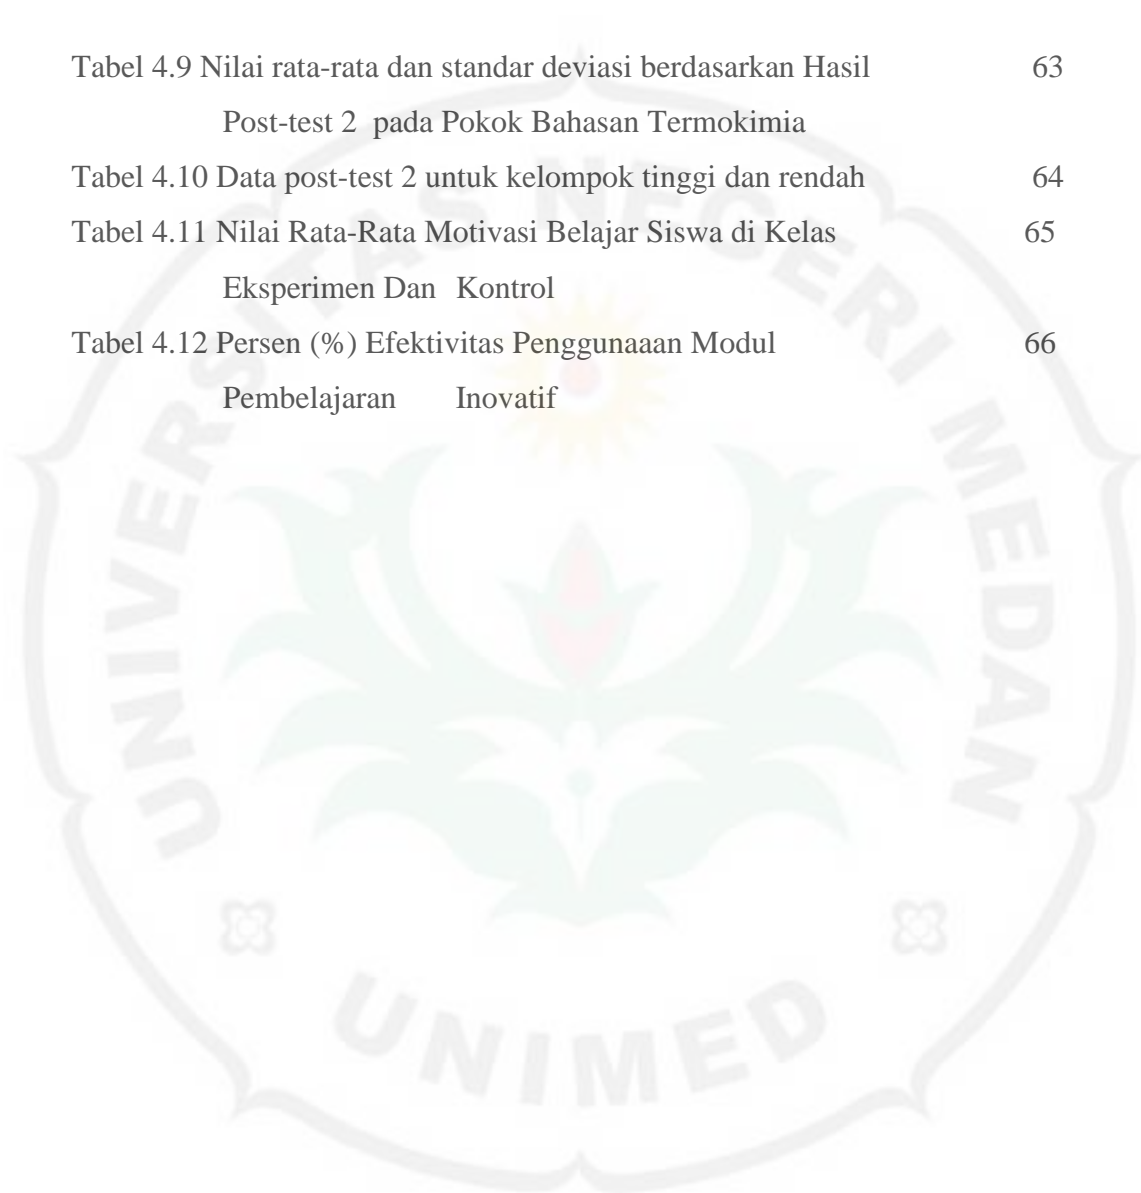 Tabel 4.9 Nilai rata-rata dan standar deviasi berdasarkan Hasil 63
Post-test 2 pada Pokok Bahasan Termokimia
Tabel 4.10 Data post-test 2 untuk kelompok tinggi dan rendah 64
Tabel 4.11 Nilai Rata-Rata Motivasi Belajar Siswa di Kelas 65
Eksperimen Dan Kontrol
Tabel 4.12 Persen (%) Efektivitas Penggunaaan Modul 66
Pembelajaran Inovatif
UNIVERSITAS NEGERI MEDAN
UNIMED